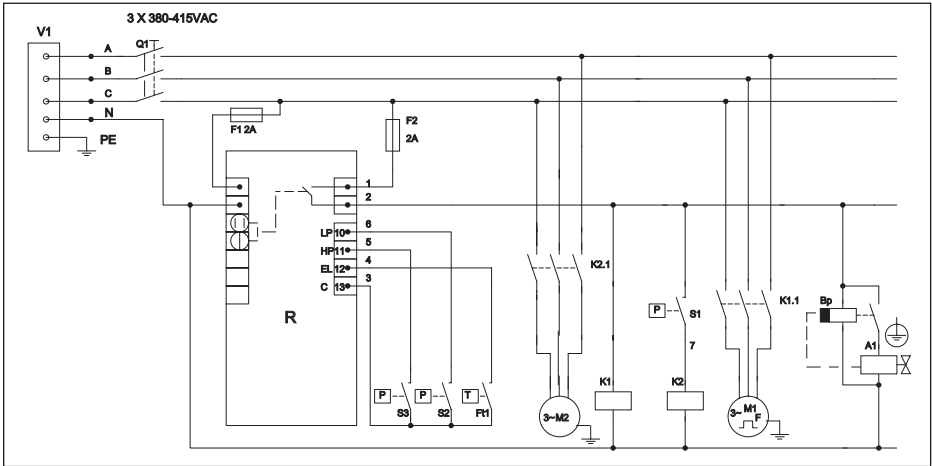 3 X 380-415VAC
V1
Q1
A
B
C
N
PE
F1 2A
F2
2A
1
2
6
LP 10
5
HP 11
4
EL 12
3
C 13
R
K2.1
K1.1
P
S1
7
Bp
A1
K1
K2
P
S3
P
S2
T
Ft1
3~M2
3~ M1
F